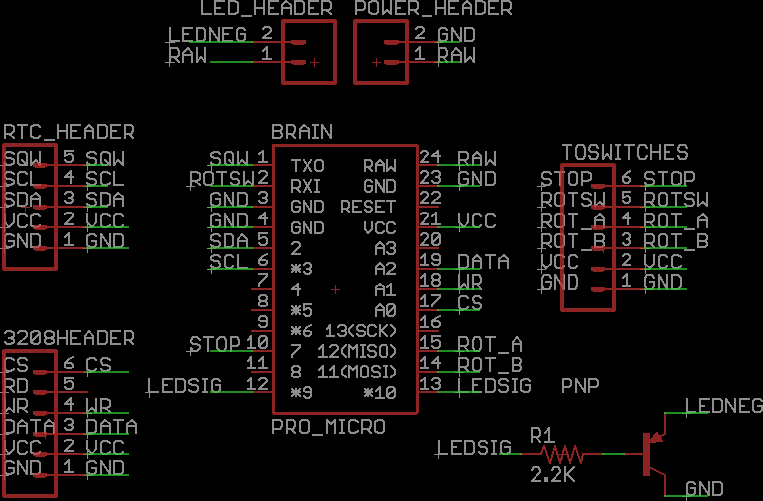 LED_HEADER
LEDNEG 2
RAW 1
POWER_HEADER
2 GND
1 RAW
RTC_HEADER
SQW 5 SQW
SCL 4 SCL
SDA 3 SDA
VCC 2 VCC
GND 1 GND
3208HEADER
CS 6 CS
RD 5
WR 4 WR
DATA 3 DATA
VCC 2 VCC
GND 1 GND
BRAIN
SQW 1 TXO RAW 24 RAW
ROTSW 2 RXI GND 23 GND
GND 3 GND RESET 22
GND 4 GND VCC 21 VCC
SDA 5 2 A3 20
SCL 6 *3 A2 19 DATA
7 4 A1 18 WR
8 *5 A0 17 CS
9 *6 13(SCK) 16
STOP 10 7 12(MISO) 15 ROT_A
11 8 11(MOSI) 14 ROT_B
LEDSIG 12 *9 *10 13 LEDSIG
PRO_MICRO
TOSWITCHES
STOP 6 STOP
ROTSW 5 ROTSW
ROT_A 4 ROT_A
ROT_B 3 ROT_B
VCC 2 VCC
GND 1 GND
PNP
LEDNEG
LEDSIG
R1
2.2K
GND